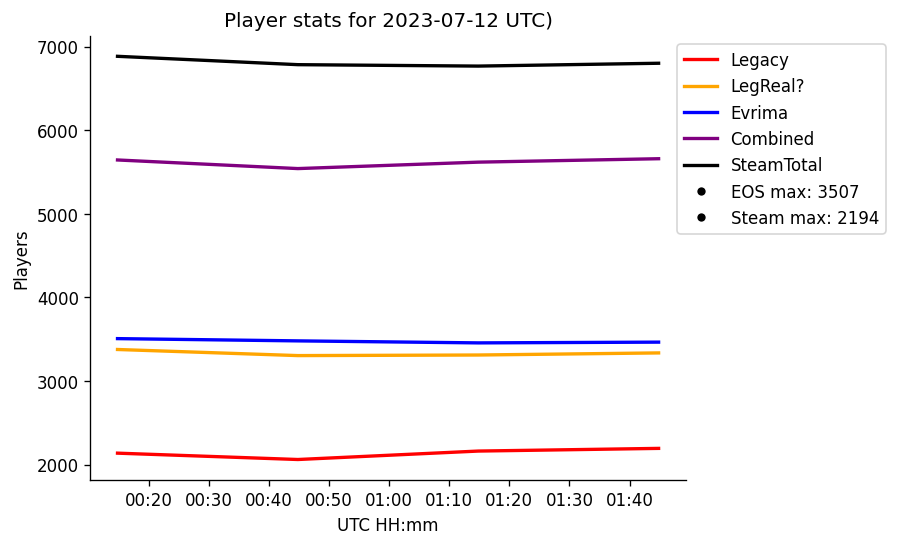 Player stats for 2023-07-12 UTC)
7000
6000
5000
4000
3000
2000
Players
00:20 00:30 00:40 00:50 01:00 01:10 01:20 01:30 01:40
UTC HH:mm
Legacy
LegReal?
Evrima
Combined
SteamTotal
EOS max: 3507
Steam max: 2194